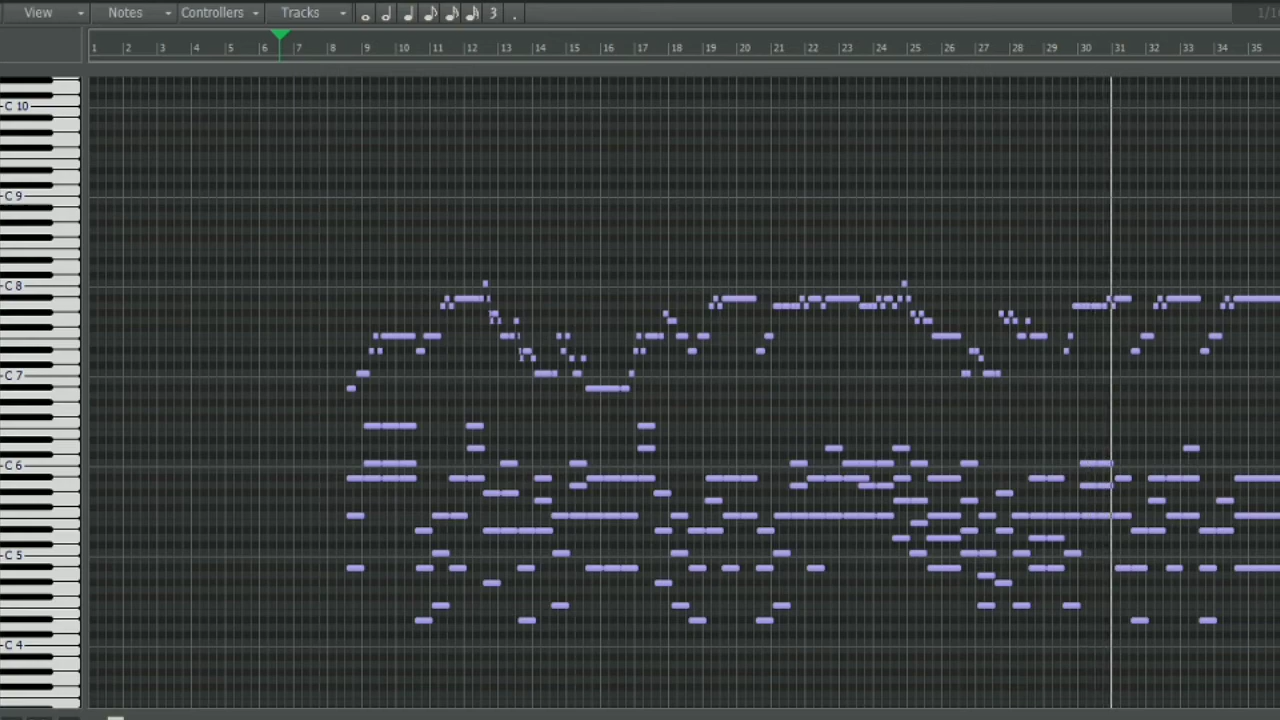 View Notes Controllers Tracks 3 .
1 2 3 4 5 6 7 8 9 10 11 12 13 14 15 16 17 18 19 20 21 22 23 24 25 26 27 28 29 30 31 32 33 34 35
C 10
C 9
C 8
C 7
C 6
C 5
C 4